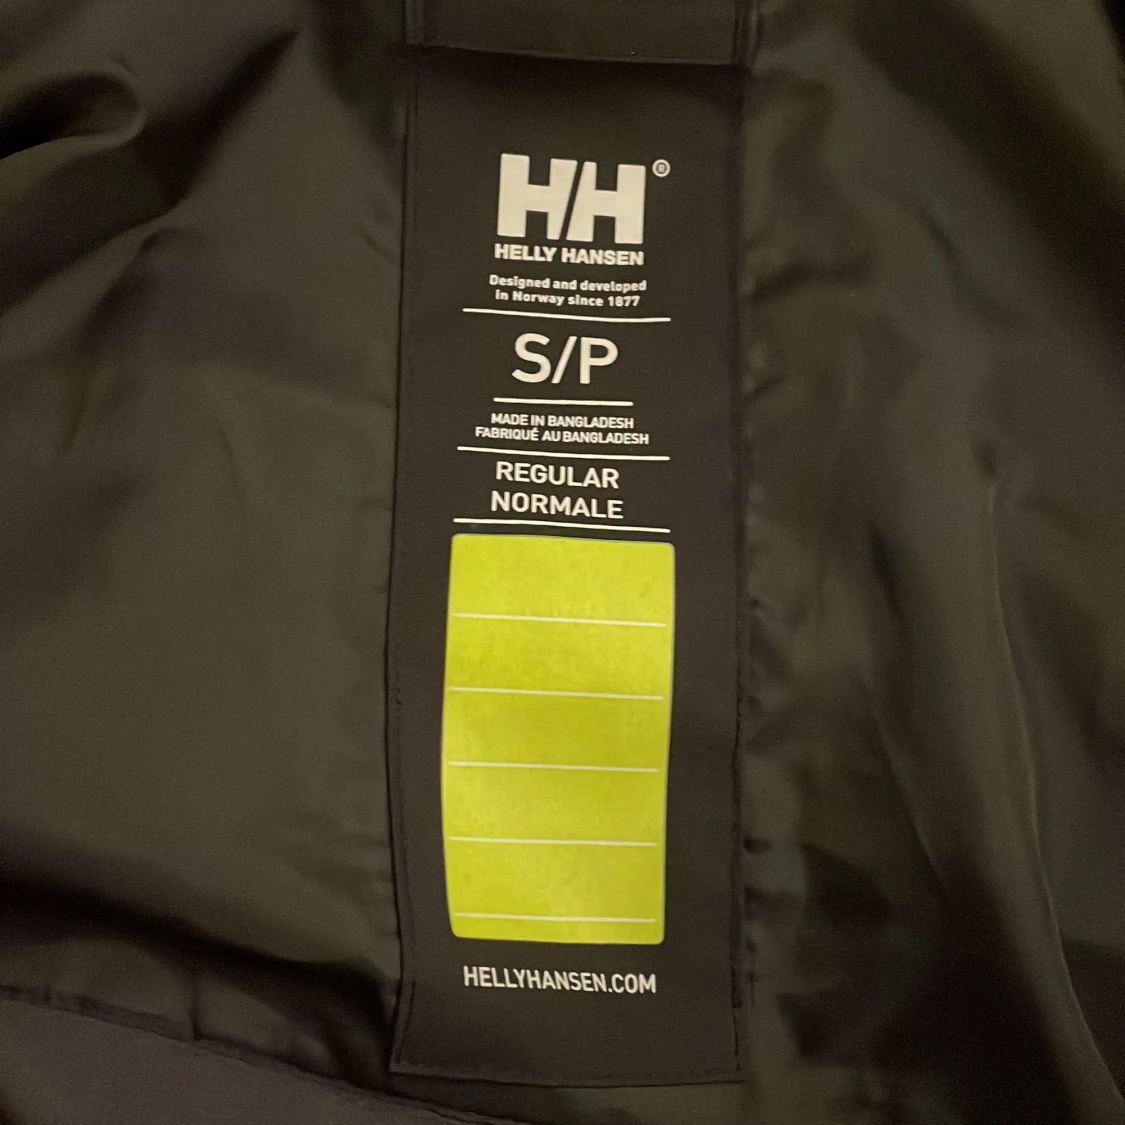 HH®
HELLY HANSEN
Designed and developed
in Norway since 1877
S/P
MADE IN BANGLADESH
FABRIQUÉ AU BANGLADESH
REGULAR
NORMALE
HELLYHANSEN.COM